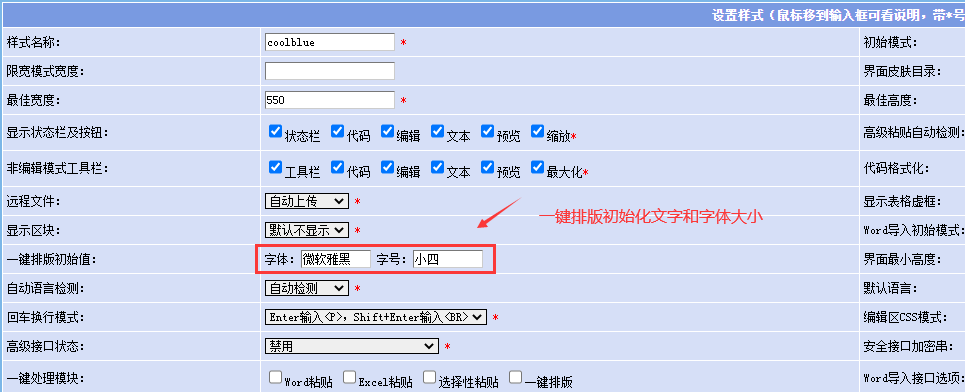 设置样式（鼠标移到输入框可看说明，带*号
样式名称： coolblue * 初始模式：
限宽模式宽度： 界面皮肤目录：
最佳宽度： 550 * 最佳高度：
显示状态栏及按钮： 状态栏 代码 编辑 文本 预览 缩放* 高级粘贴自动检测：
非编辑模式工具栏： 工具栏 代码 编辑 文本 预览 最大化* 代码格式化：
远程文件： 自动上传 * 显示表格虚框：
一键排版初始化文字和字体大小
显示区块： 默认不显示 * Word导入初始模式：
一键排版初始值： 字体：微软雅黑 字号：小四 界面最小高度：
自动语言检测： 自动检测 * 默认语言：
回车换行模式： Enter输入<P>，Shift+Enter输入<BR> * 编辑区CSS模式：
高级接口状态： 禁用 * 安全接口加密串：
一键处理模块： Word粘贴 Excel粘贴 选择性粘贴 一键排版 Word导入接口选项：